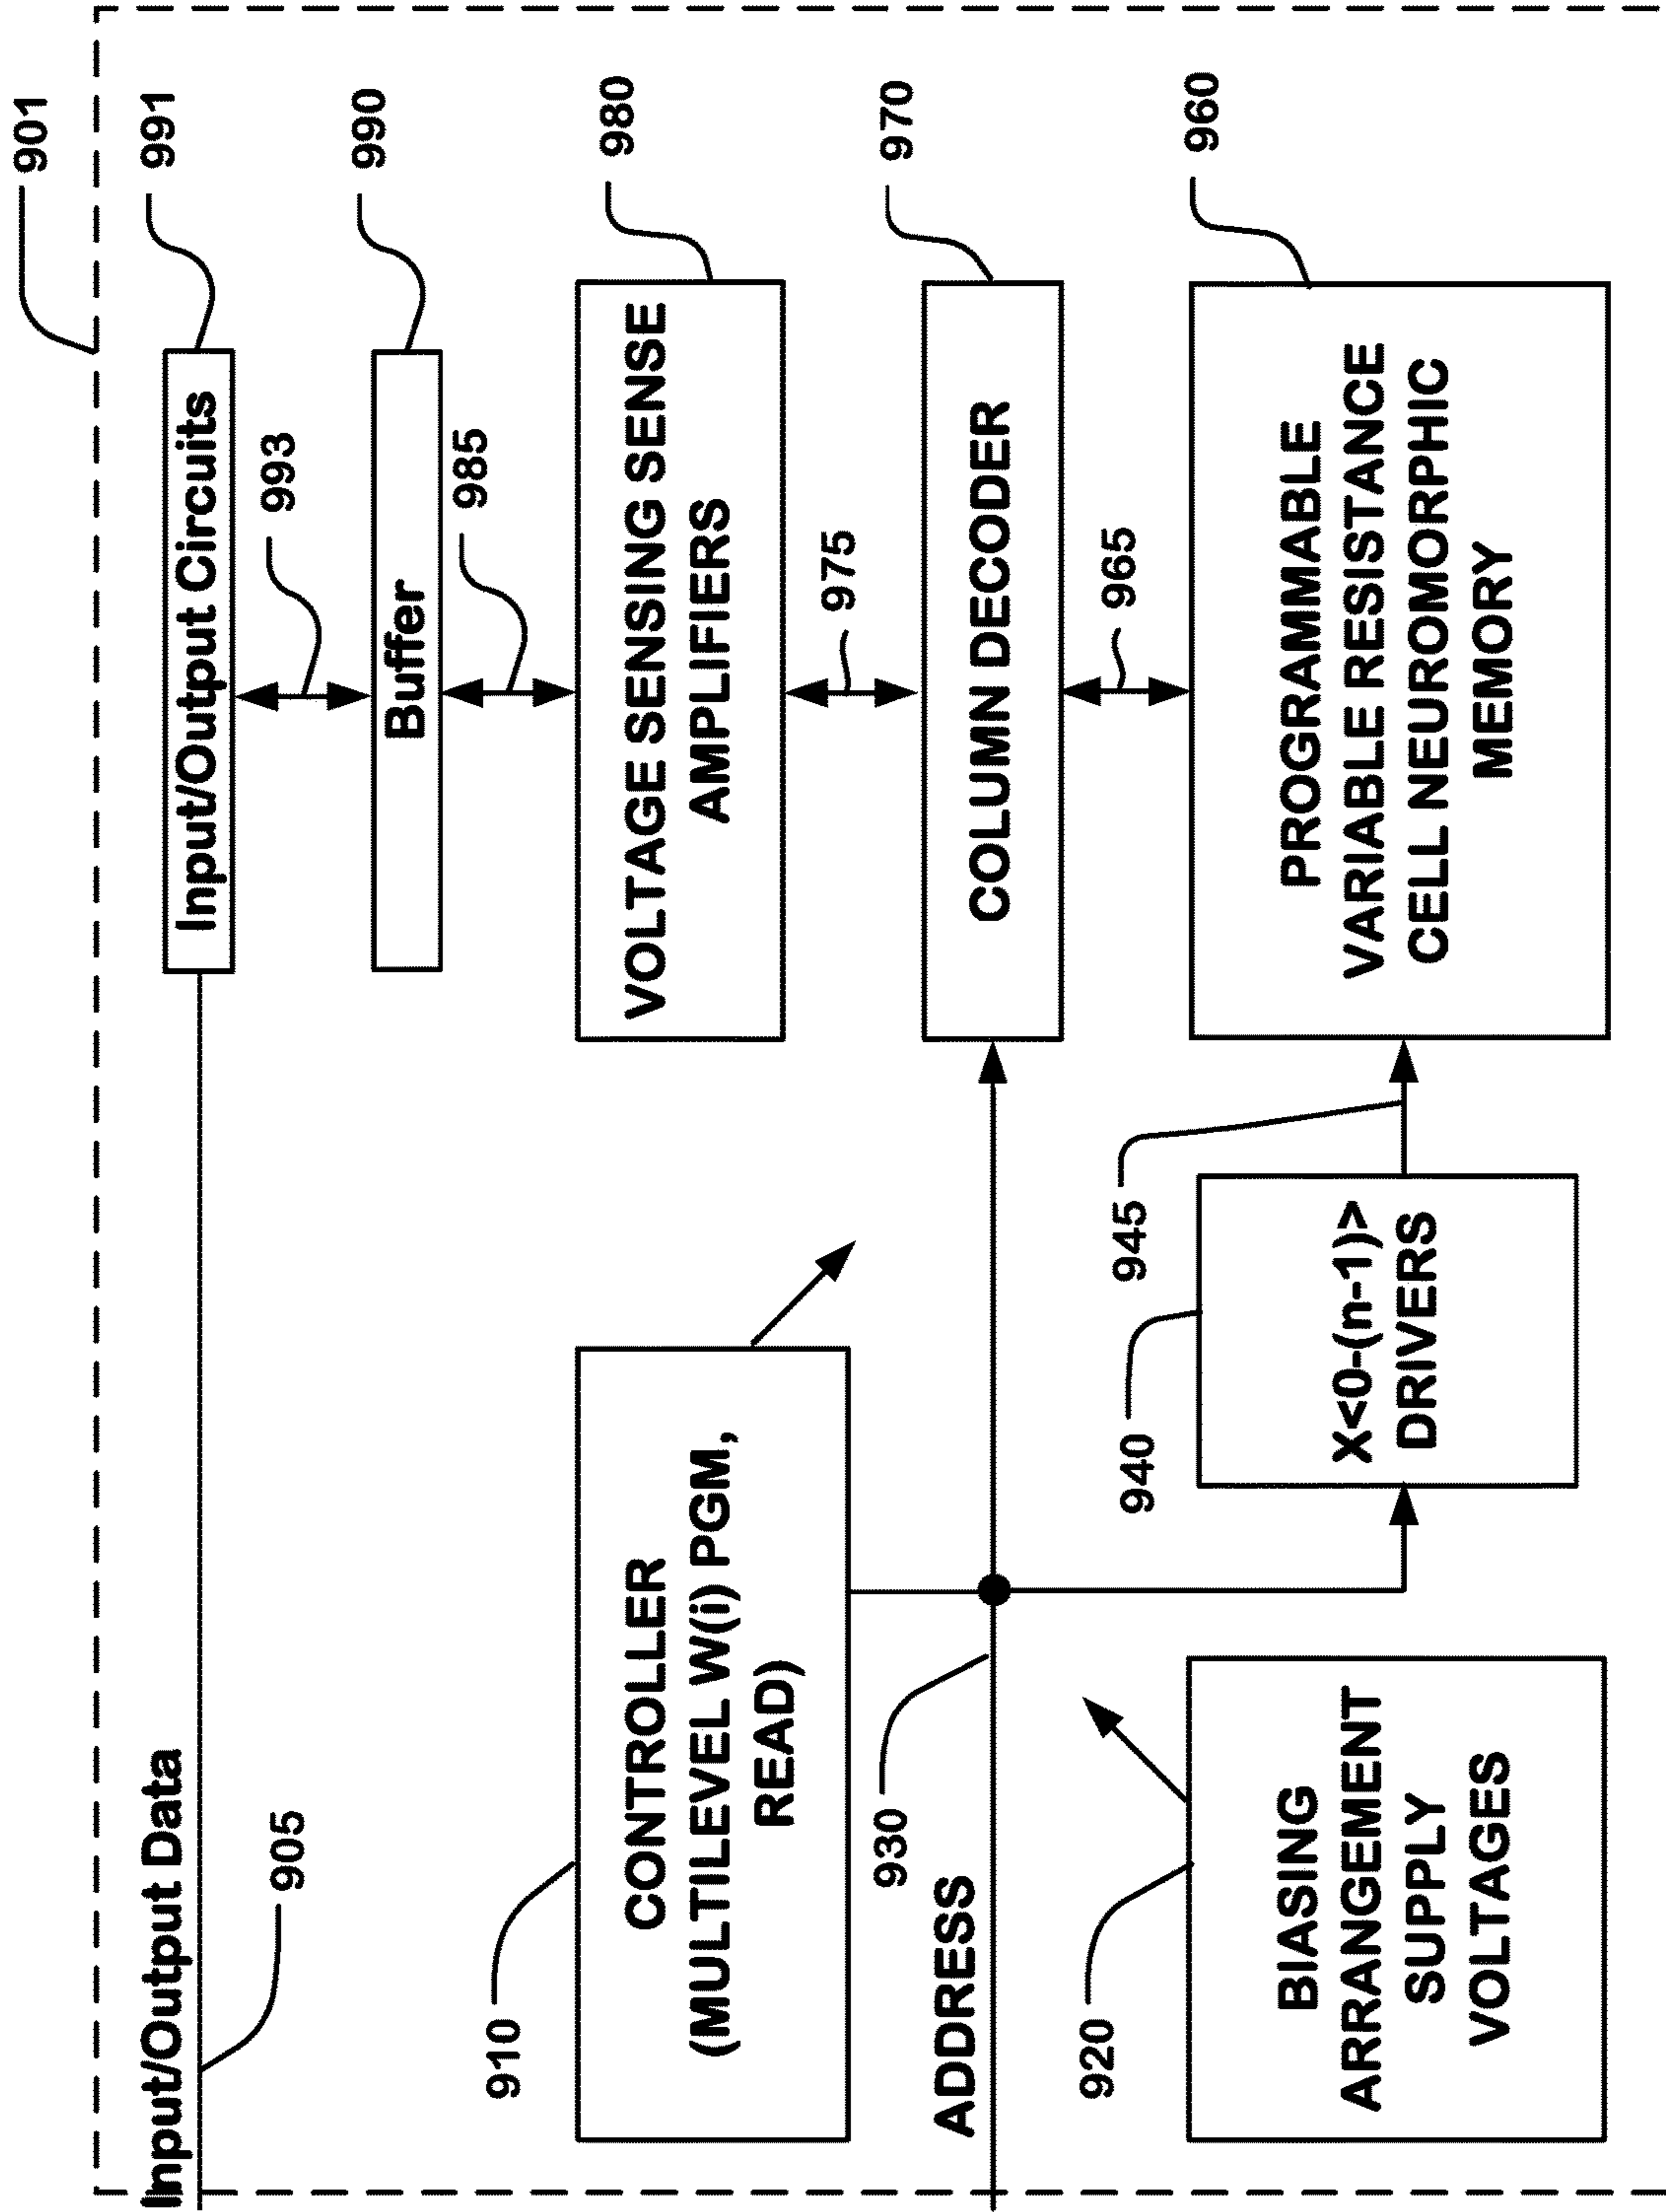 901
Input/Output Data
905
Input/Output Circuits
991
993
Buffer
990
985
910
CONTROLLER
(MULTILEVEL W(i) PGM,
READ)
VOLTAGE SENSING SENSE
AMPLIFIERS
980
975
ADDRESS
930
COLUMN DECODER
970
965
920
BIASING
ARRANGEMENT
SUPPLY
VOLTAGES
940
X<0-(n-1)>
DRIVERS
945
PROGRAMMABLE
VARIABLE RESISTANCE
CELL NEUROMORPHIC
MEMORY
960